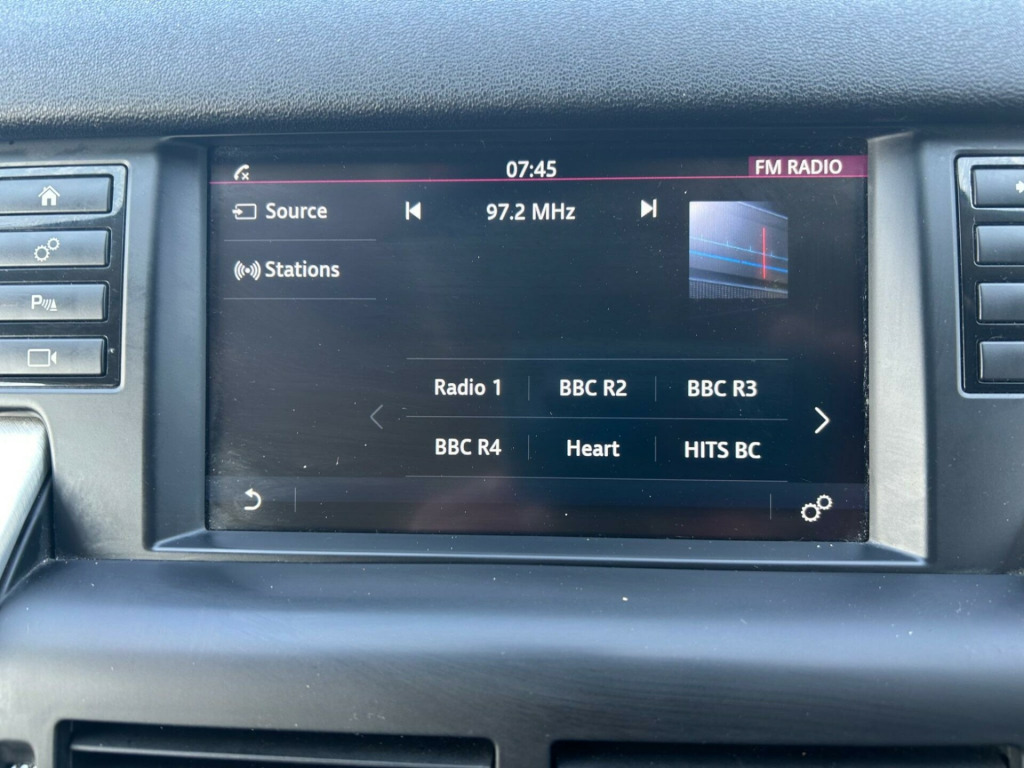 07:45 FM RADIO
Source 97.2 MHz
Stations
Radio 1 BBC R2 BBC R3
BBC R4 Heart HITS BC
P